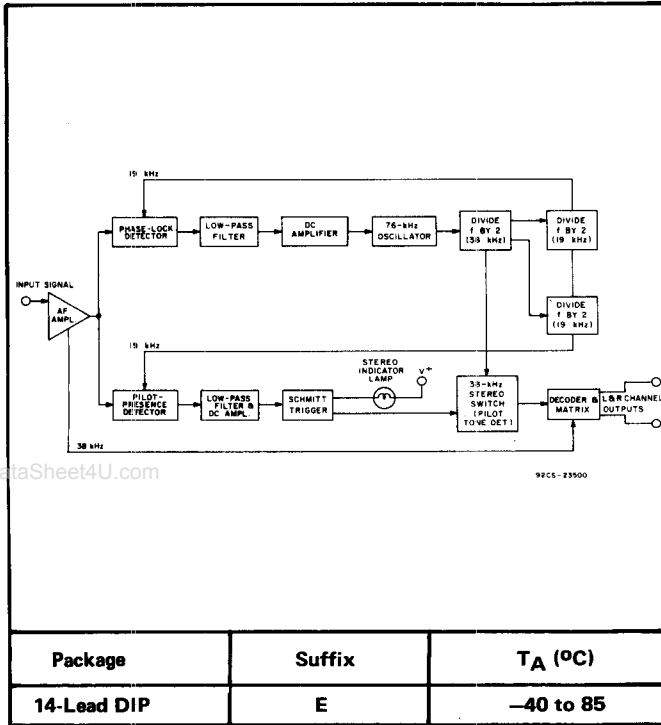 19 kHz
PHASE-LOCK
DETECTOR
LOW-PASS
FILTER
DC
AMPLIFIER
76-kHz
OSCILLATOR
DIVIDE
f BY 2
(38 kHz)
DIVIDE
f BY 2
(19 kHz)
INPUT SIGNAL
AF
AMPL.
DIVIDE
f BY 2
(19 kHz)
19 kHz
STEREO
INDICATOR
LAMP
V+
PILOT-
PRESENCE
DETECTOR
LOW-PASS
FILTER &
DC AMPL.
SCHMITT
TRIGGER
38-kHz
STEREO
SWITCH
(PILOT
TONE DET)
DECODER &
MATRIX
L & R CHANNEL
OUTPUTS
38 kHz
ataSheet4U.com
92CS-23500
Package Suffix TA (ºC)
14-Lead DIP E –40 to 85